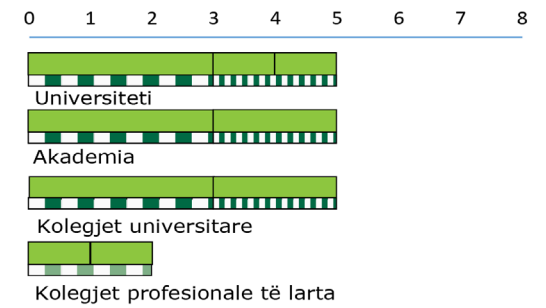 0 1 2 3 4 5 6 7 8
Universiteti
Akademia
Kolegjet universitare
Kolegjet profesionale të larta